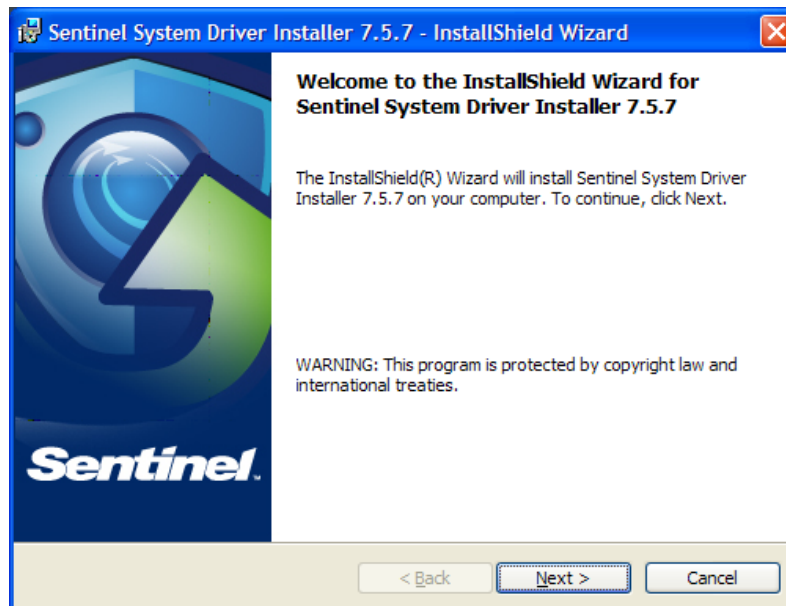 Sentinel System Driver Installer 7.5.7 - InstallShield Wizard
Welcome to the InstallShield Wizard for
Sentinel System Driver Installer 7.5.7
The InstallShield(R) Wizard will install Sentinel System Driver
Installer 7.5.7 on your computer. To continue, click Next.
WARNING: This program is protected by copyright law and
international treaties.
Sentinel.
< Back
Next >
Cancel